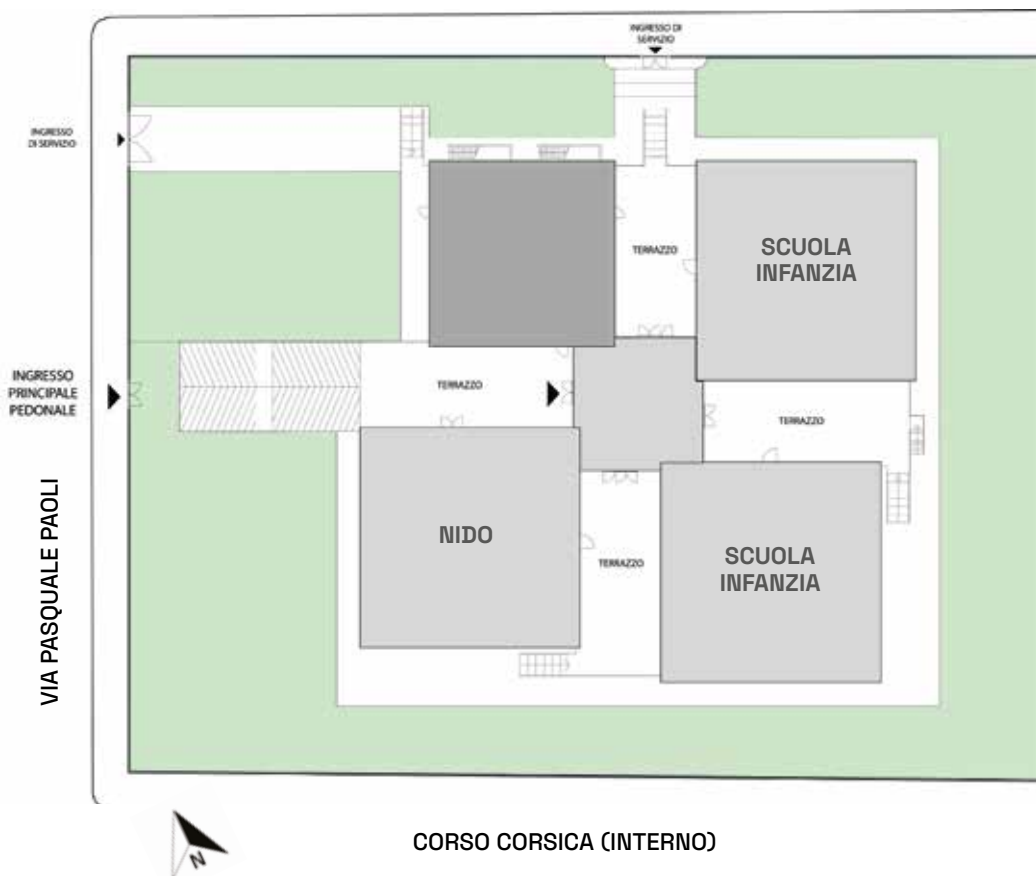 INGRESSO DI
SERVIZIO
INGRESSO
DI SERVIZIO
TERRAZZO
SCUOLA
INFANZIA
INGRESSO
PRINCIPALE
PEDONALE
TERRAZZO
TERRAZZO
NIDO
TERRAZZO
SCUOLA
INFANZIA
VIA PASQUALE PAOLI
N
CORSO CORSICA (INTERNO)